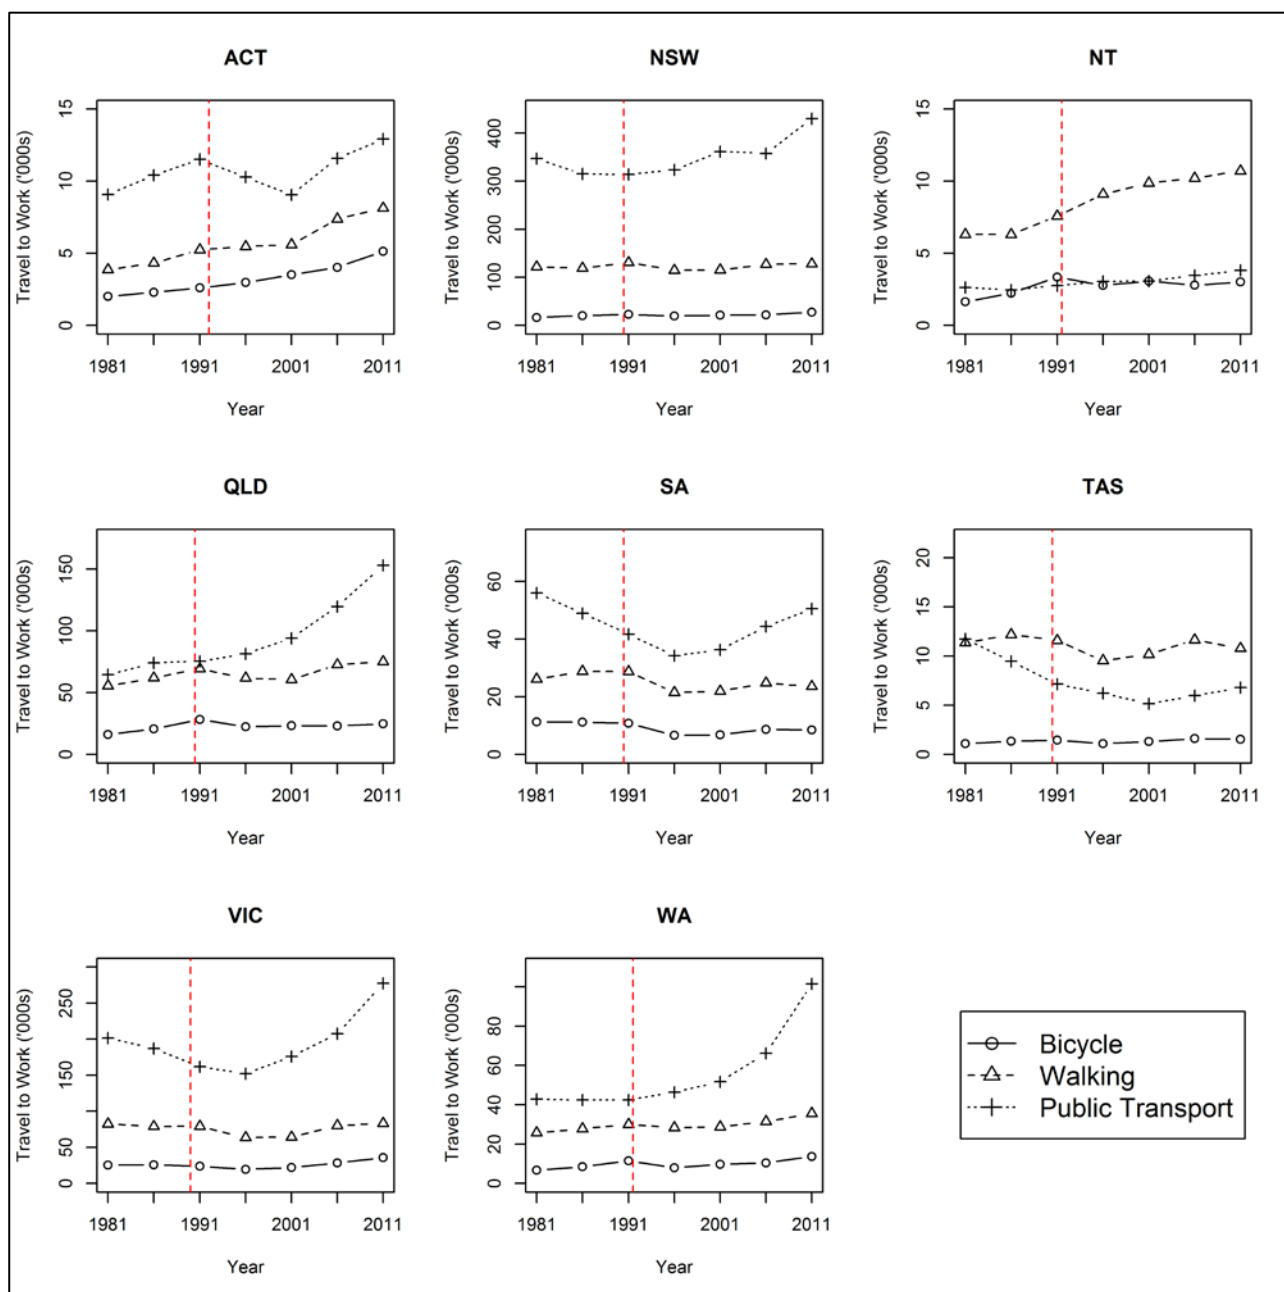 ACT
Travel to Work ('000s)
15
10
5
0
1981 1991 2001 2011
Year
NSW
Travel to Work ('000s)
400
300
200
100
0
1981 1991 2001 2011
Year
NT
Travel to Work ('000s)
15
10
5
0
1981 1991 2001 2011
Year
QLD
Travel to Work ('000s)
150
100
50
0
1981 1991 2001 2011
Year
SA
Travel to Work ('000s)
60
40
20
0
1981 1991 2001 2011
Year
TAS
Travel to Work ('000s)
20
15
10
5
0
1981 1991 2001 2011
Year
VIC
Travel to Work ('000s)
250
150
50
0
1981 1991 2001 2011
Year
WA
Travel to Work ('000s)
80
60
40
20
0
1981 1991 2001 2011
Year
Bicycle
Walking
Public Transport